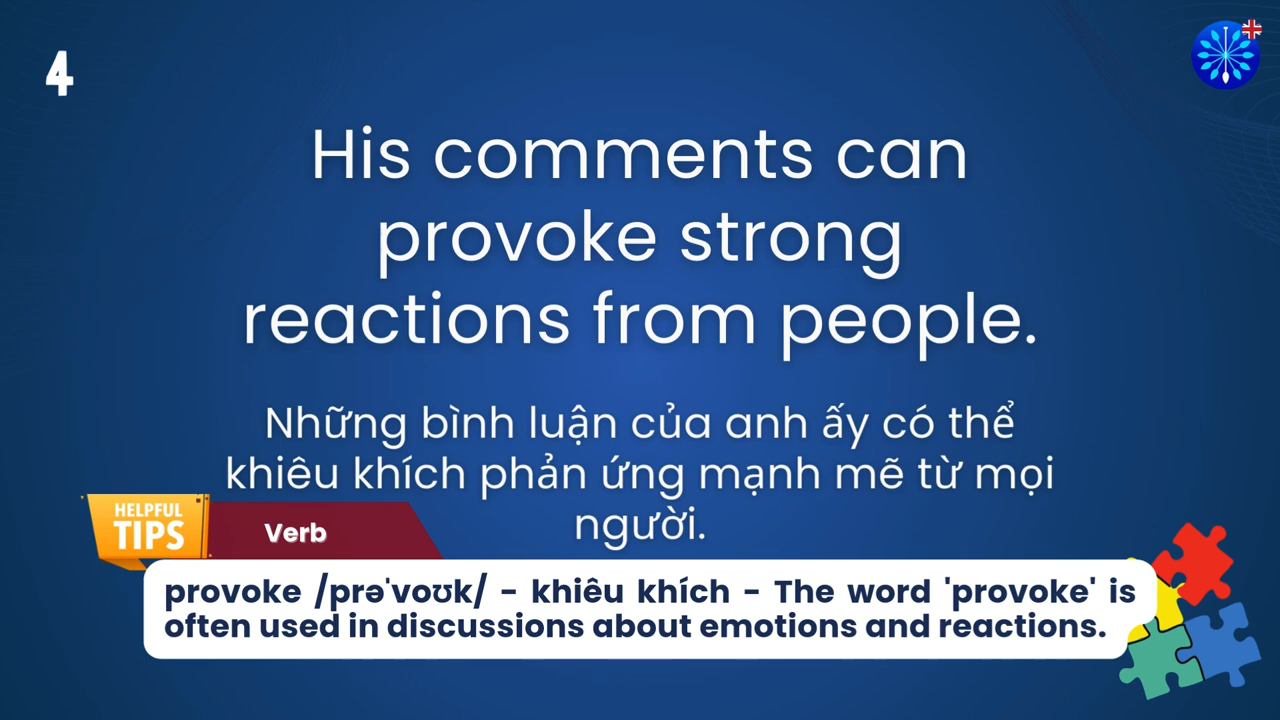 4
His comments can
provoke strong
reactions from people.
Những bình luận của anh ấy có thể
khiêu khích phản ứng mạnh mẽ từ mọi
người.
HELPFUL
TIPS
Verb
provoke /prəˈvoʊk/ - khiêu khích - The word 'provoke' is
often used in discussions about emotions and reactions.